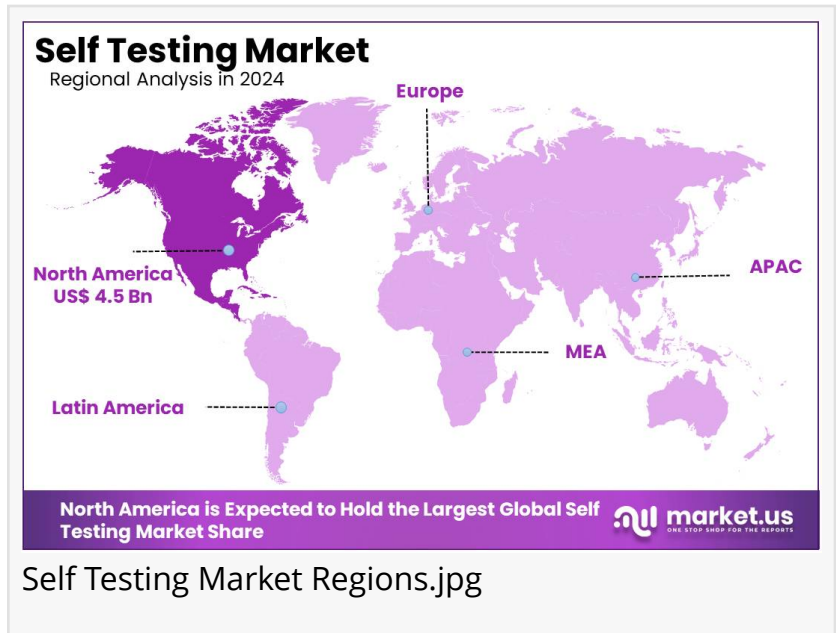 Self Testing Market
Regional Analysis in 2024
Europe
North America
US$ 4.5 Bn
APAC
MEA
Latin America
North America is Expected to Hold the Largest Global Self
Testing Market Share
market.us
ONE STOP SHOP FOR THE REPORTS
Self Testing Market Regions.jpg